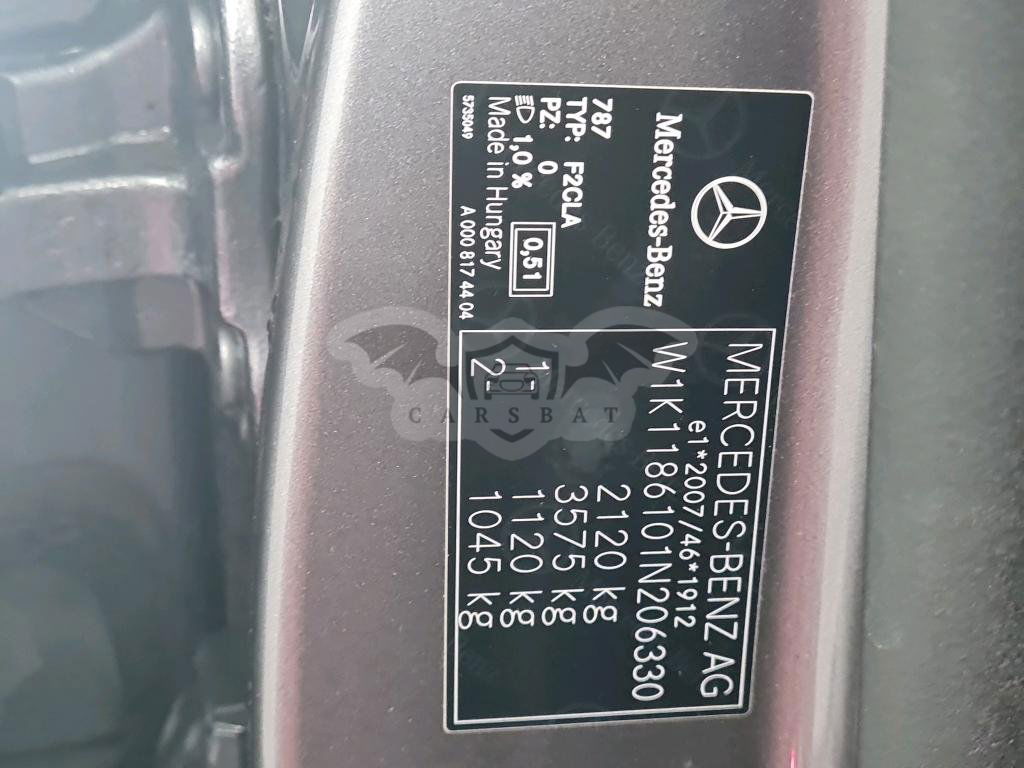 MERCEDES-BENZ AG
e1*2007/46*1912
W1K1186101N206330
2120 kg
3575 kg
1- 1120 kg
2- 1045 kg
Mercedes-Benz
787
TYP: F2CLA
PZ: 0
1,0 %
0,51
Made in Hungary
573S049 A 000 817 44 04
CARSBAT